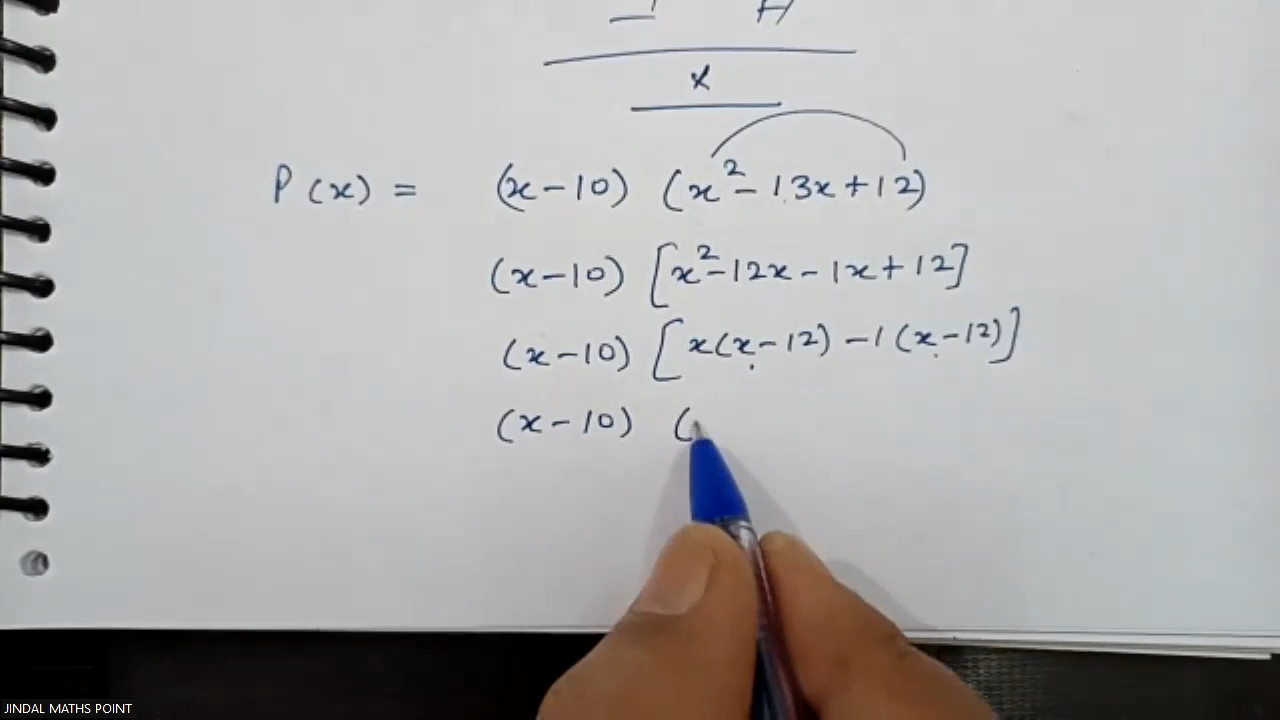 x
P(x) = (x-10) (x²-13x+12)
(x-10) [x²-12x-1x+12]
(x-10) [x(x-12)-1(x-12)]
(x-10) (
JINDAL MATHS POINT